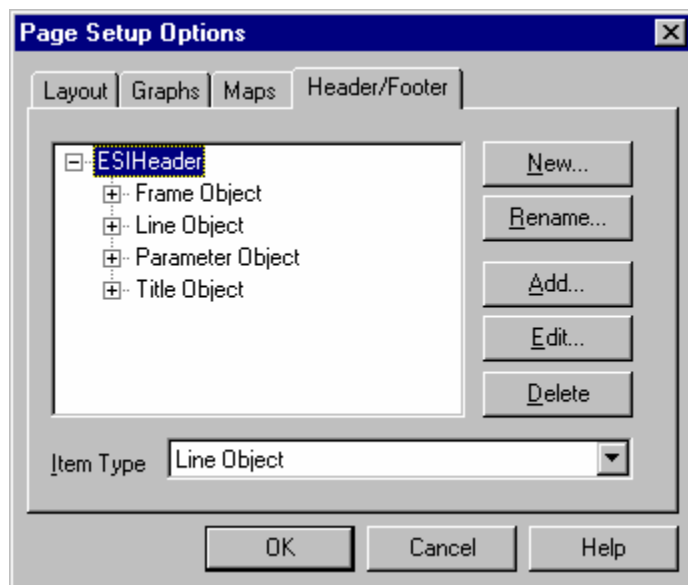 Page Setup Options
Layout Graphs Maps Header/Footer
ESIHeader
Frame Object
Line Object
Parameter Object
Title Object
New...
Rename...
Add...
Edit...
Delete
Item Type Line Object
OK Cancel Help